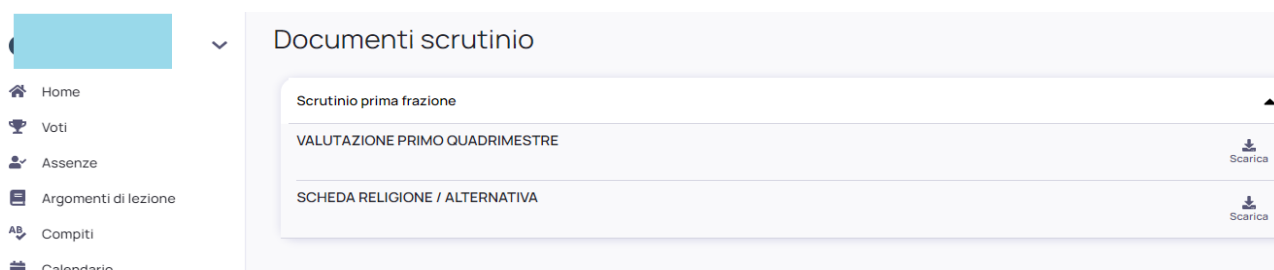 Documenti scrutinio
Home
Voti
Assenze
Argomenti di lezione
Compiti
Calendario
Scrutinio prima frazione
VALUTAZIONE PRIMO QUADRIMESTRE
Scarica
SCHEDA RELIGIONE / ALTERNATIVA
Scarica